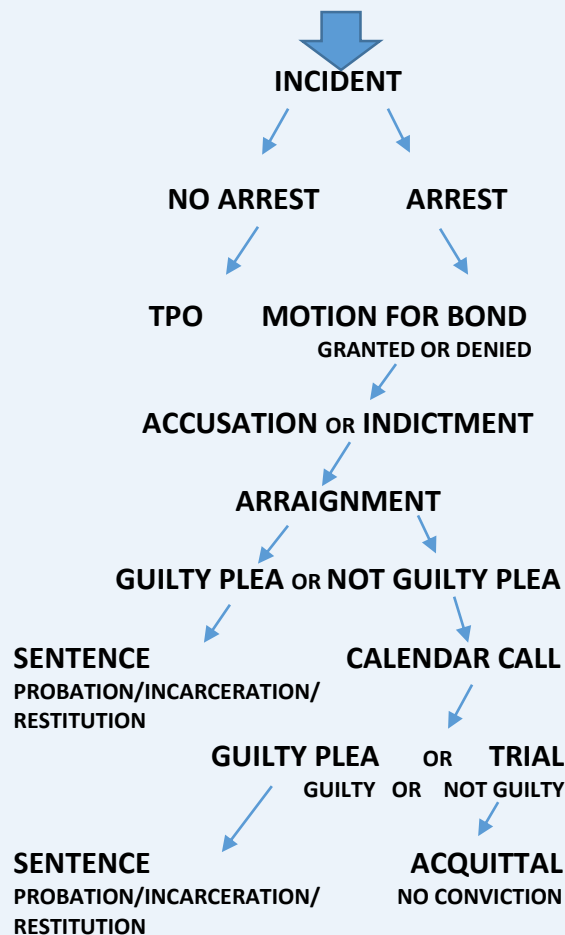 INCIDENT
NO ARREST ARREST
TPO MOTION FOR BOND
GRANTED OR DENIED
ACCUSATION OR INDICTMENT
ARRAIGNMENT
GUILTY PLEA OR NOT GUILTY PLEA
SENTENCE CALENDAR CALL
PROBATION/INCARCERATION/
RESTITUTION
GUILTY PLEA OR TRIAL
GUILTY OR NOT GUILTY
SENTENCE ACQUITTAL
PROBATION/INCARCERATION/ NO CONVICTION
RESTITUTION